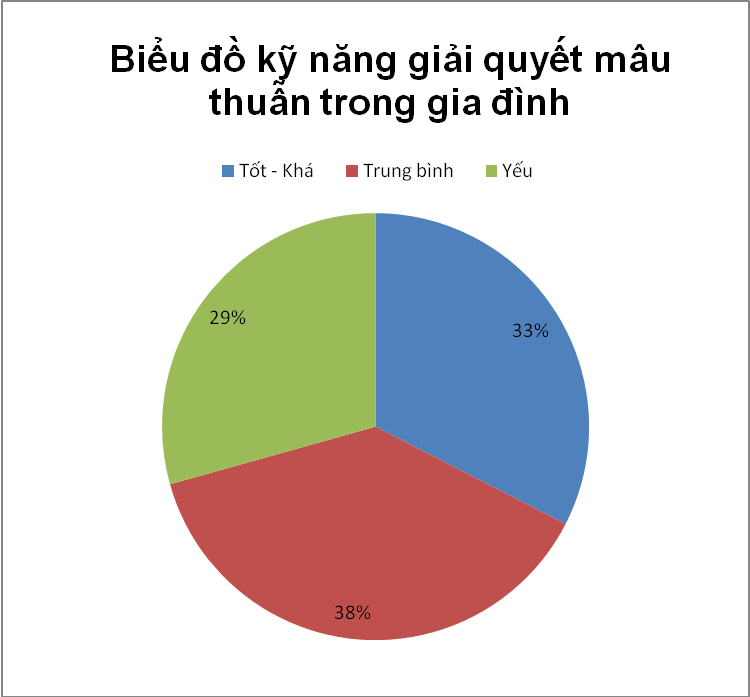 Biểu đồ kỹ năng giải quyết mâu
thuẫn trong gia đình
Tốt - Khá Trung bình Yếu
29%
33%
38%